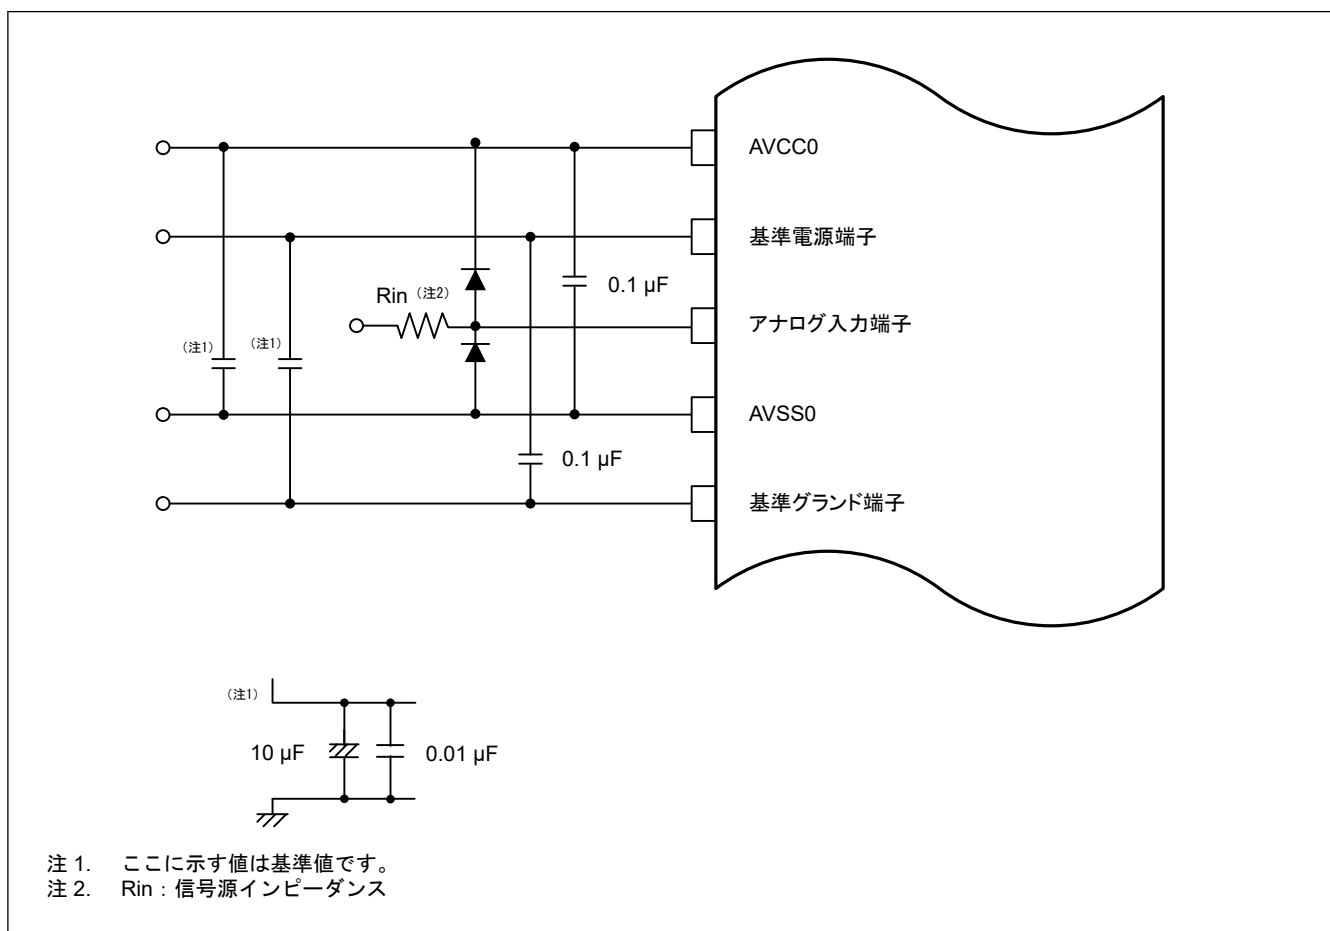 AVCC0
基準電源端子
0.1 µF
Rin（注2）
アナログ入力端子
（注1）
（注1）
AVSS0
0.1 µF
基準グランド端子
（注1）
10 µF
0.01 µF
注 1. ここに示す値は基準値です。
注 2. Rin：信号源インピーダンス